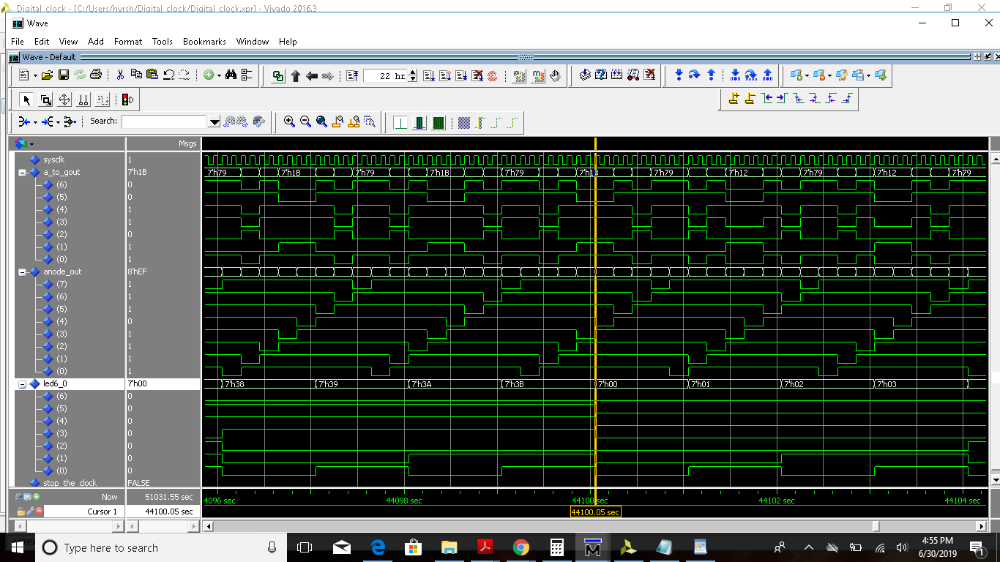 Digital_clock - [C:/Users/hvrsh/Digital_clock/Digital_clock.xpr] - Vivado 2016.3
Wave
File Edit View Add Format Tools Bookmarks Window Help
Wave - Default
22 hr
Search:
Msgs
sysclk 1
a_to_gout 7'h1B 7'h79 7'h1B 7'h79 7'h1B 7'h79 7'h1B 7'h79 7'h12 7'h79 7'h12 7'h79
(6) 0
(5) 0
(4) 1
(3) 1
(2) 0
(1) 1
(0) 1
anode_out 8'hEF
(7) 1
(6) 1
(5) 1
(4) 0
(3) 1
(2) 1
(1) 1
(0) 1
led6_0 7'h00 7'h38 7'h39 7'h3A 7'h3B 7'h00 7'h01 7'h02 7'h03
(6) 0
(5) 0
(4) 0
(3) 0
(2) 0
(1) 0
(0) 0
stop_the_clock FALSE
Now 51031.55 sec 4096 sec 44098 sec 44100 sec 44102 sec 44104 sec
Cursor 1 44100.05 sec 44100.05 sec
Type here to search
4:55 PM
6/30/2019
1